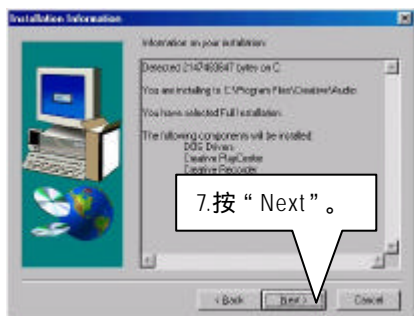 Installation Information
Information on your installation:
Detected 2147483647 bytes on C:
You are installing to: C:\Program Files\Creative\Audio
You have selected Full Installation.
The following components will be installed:
DOS Drivers
Creative PlayCenter
Creative Recorder
7.按“Next”。
< Back
Next >
Cancel